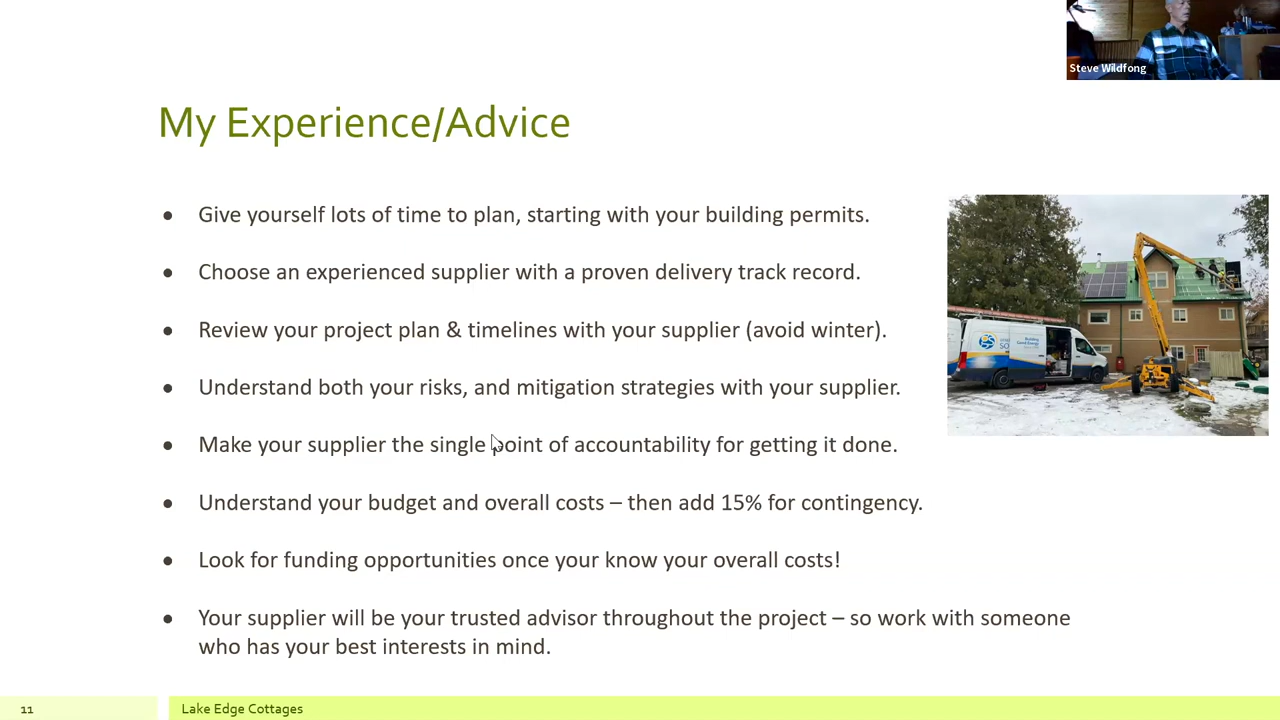 Steve Wildfong
My Experience/Advice
● Give yourself lots of time to plan, starting with your building permits.
● Choose an experienced supplier with a proven delivery track record.
● Review your project plan & timelines with your supplier (avoid winter).
● Understand both your risks, and mitigation strategies with your supplier.
● Make your supplier the single point of accountability for getting it done.
● Understand your budget and overall costs – then add 15% for contingency.
● Look for funding opportunities once your know your overall costs!
● Your supplier will be your trusted advisor throughout the project – so work with someone
who has your best interests in mind.
11
Lake Edge Cottages